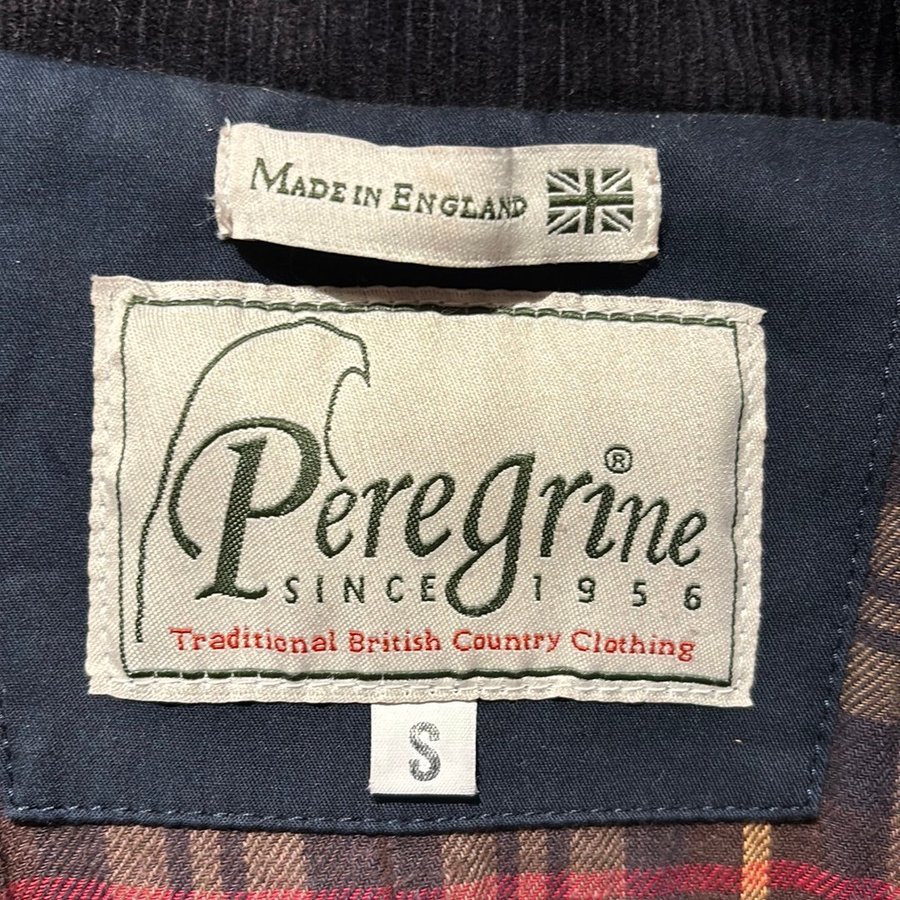 MADE IN ENGLAND
Peregrine®
SINCE 1956
Traditional British Country Clothing
S